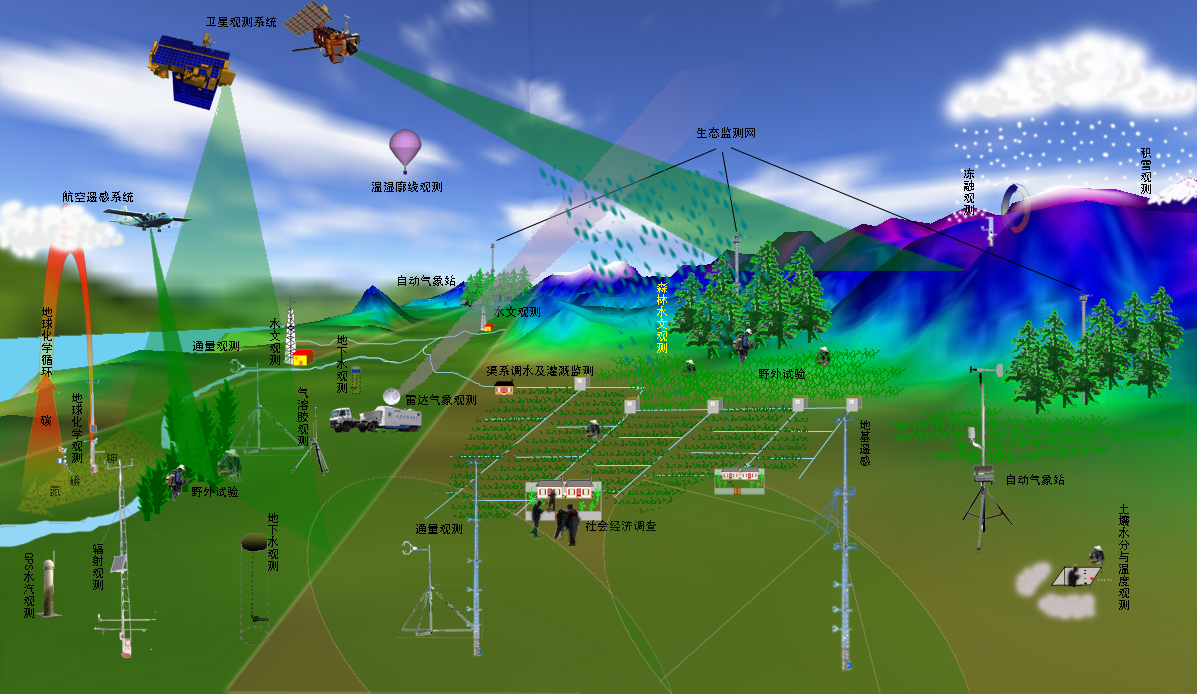 卫星观测系统
生态监测网
积雪观测
冻融观测
温湿廓线观测
航空遥感系统
自动气象站
森林水文观测
水文观测
水文观测
地球化学循环
通量观测
地下水观测
渠系调水及灌溉监测
野外试验
气溶胶观测
雷达气象观测
地球化学观测
碳
地基遥感
钾
氮
磷
野外试验
自动气象站
社会经济调查
通量观测
土壤水分与温度观测
地下水观测
辐射观测
GPS水汽观测